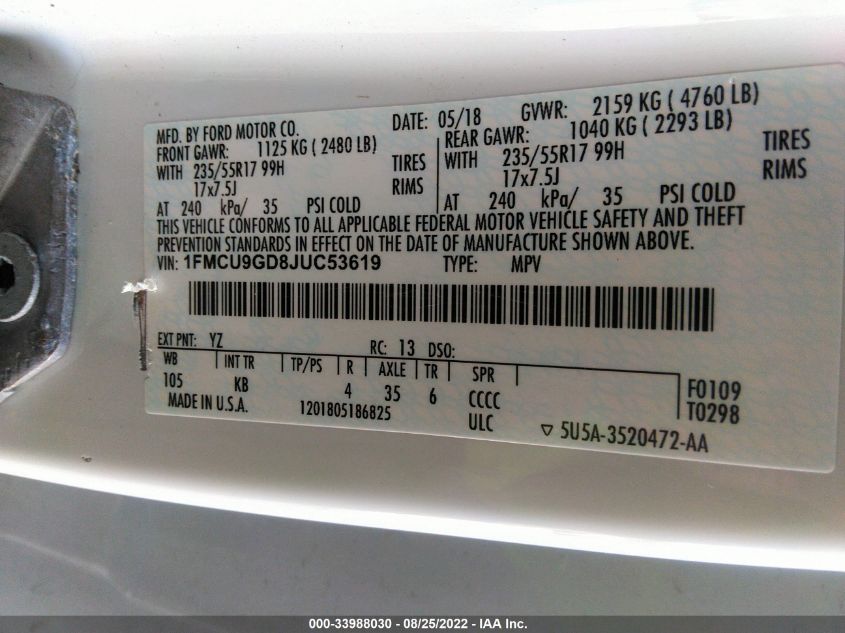 MFD. BY FORD MOTOR CO.
DATE: 05/18 GVWR: 2159 KG ( 4760 LB)
FRONT GAWR: 1125 KG ( 2480 LB)
WITH 235/55R17 99H TIRES
17x7.5J RIMS
AT 240 kPa/ 35 PSI COLD
REAR GAWR: 1040 KG ( 2293 LB)
WITH 235/55R17 99H TIRES
17x7.5J RIMS
AT 240 kPa/ 35 PSI COLD
THIS VEHICLE CONFORMS TO ALL APPLICABLE FEDERAL MOTOR VEHICLE SAFETY AND THEFT
PREVENTION STANDARDS IN EFFECT ON THE DATE OF MANUFACTURE SHOWN ABOVE.
VIN: 1FMCU9GD8JUC53619 TYPE: MPV
EXT PNT: YZ RC: 13 DSO:
WB INT TR TP/PS R AXLE TR SPR
105 KB 4 35 6 CCCC
MADE IN U.S.A. 1201805186825 ULC
F0109
T0298
▽ 5U5A-3520472-AA
000-33988030 - 08/25/2022 - IAA Inc.